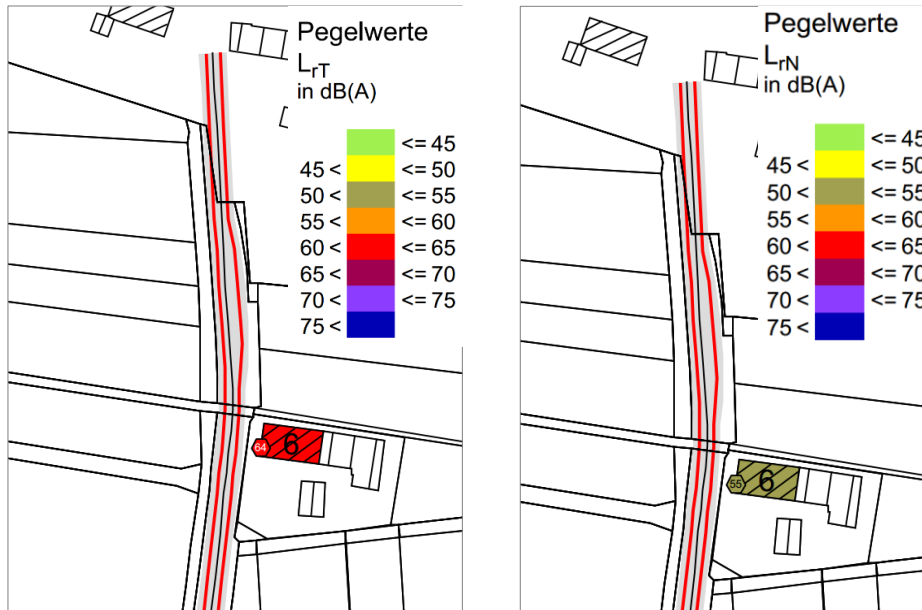 Pegelwerte
LrT
in dB(A)
<= 45
45 < <= 50
50 < <= 55
55 < <= 60
60 < <= 65
65 < <= 70
70 < <= 75
75 <
64 6
Pegelwerte
LrN
in dB(A)
<= 45
45 < <= 50
50 < <= 55
55 < <= 60
60 < <= 65
65 < <= 70
70 < <= 75
75 <
55 6